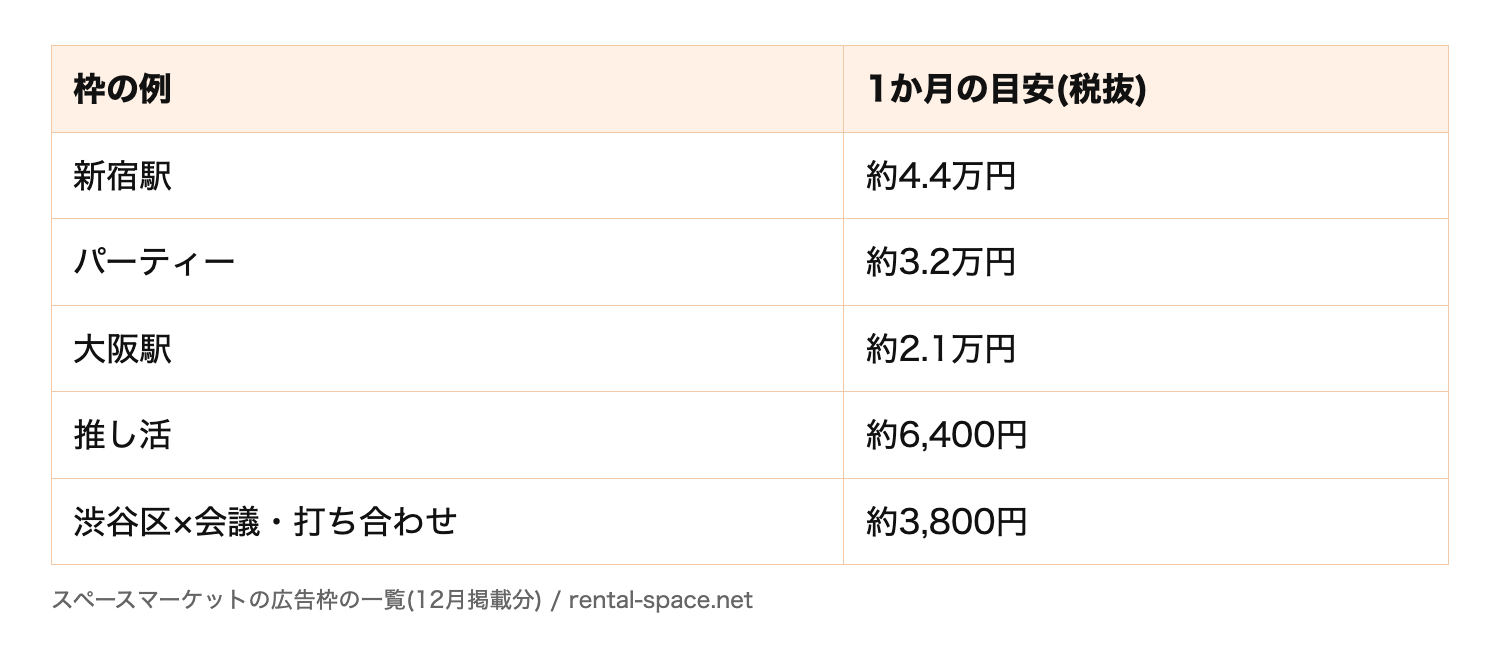 枠の例 1か月の目安(税抜)
新宿駅 約4.4万円
パーティー 約3.2万円
大阪駅 約2.1万円
推し活 約6,400円
渋谷区×会議・打ち合わせ 約3,800円
スペースマーケットの広告枠の一覧(12月掲載分) / rental-space.net